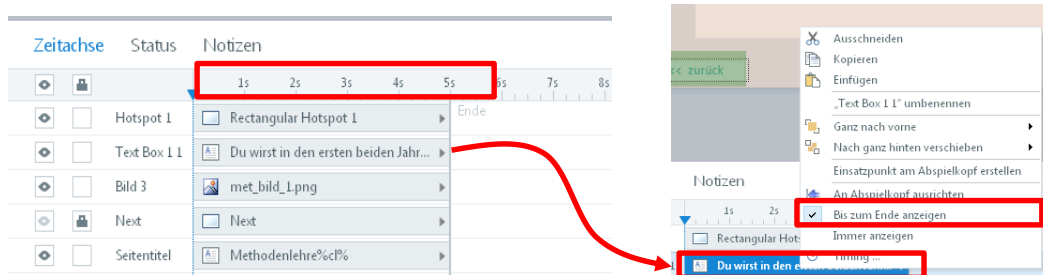 Zeitachse Status Notizen
1s 2s 3s 4s 5s 6s 7s 8s
Hotspot 1 Rectangular Hotspot 1 Ende
Text Box 1 1 Du wirst in den ersten beiden Jahr...
Bild 3 met_bild_1.png
Next Next
Seitentitel Methodenlehre%cl%
<< zurück
Ausschneiden
Kopieren
Einfügen
„Text Box 1 1" umbenennen
Ganz nach vorne
Nach ganz hinten verschieben
Einsatzpunkt am Abspielkopf erstellen
An Abspielkopf ausrichten
Bis zum Ende anzeigen
Immer anzeigen
Timing ...
Notizen
1s 2s
Rectangular Hots
Du wirst in den e